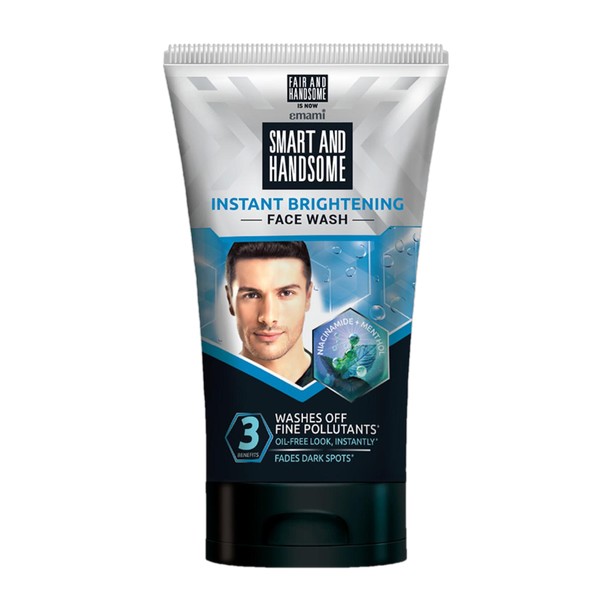 FAIR AND
HANDSOME
IS NOW
emami
SMART AND
HANDSOME
INSTANT BRIGHTENING
FACE WASH
NIACINAMIDE + MENTHOL
3
BENEFITS
WASHES OFF
FINE POLLUTANTS*
OIL-FREE LOOK, INSTANTLY*
FADES DARK SPOTS*